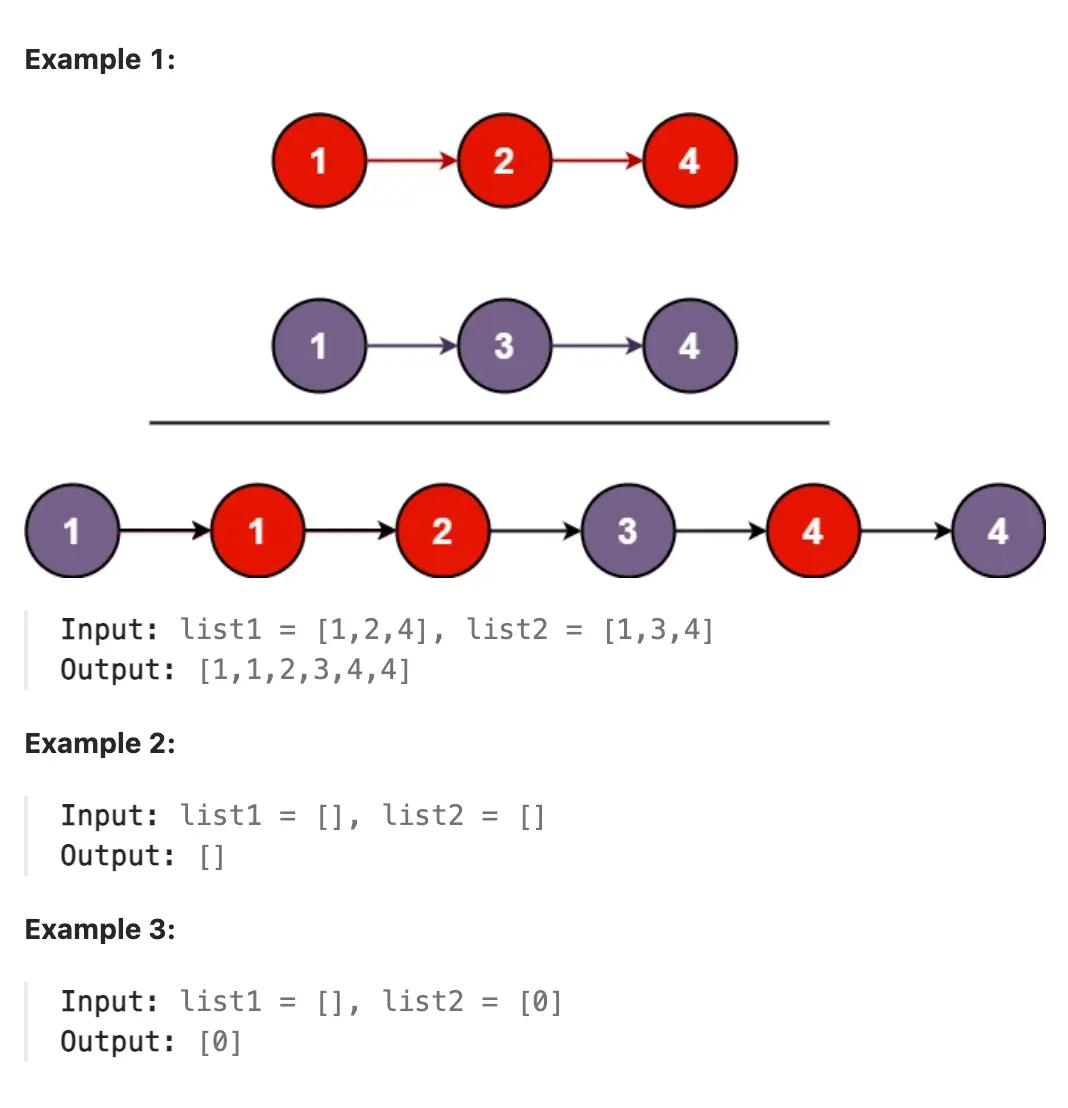 Example 1:
1 2 4
1 3 4
1 1 2 3 4 4
Input: list1 = [1,2,4], list2 = [1,3,4]
Output: [1,1,2,3,4,4]
Example 2:
Input: list1 = [], list2 = []
Output: []
Example 3:
Input: list1 = [], list2 = [0]
Output: [0]